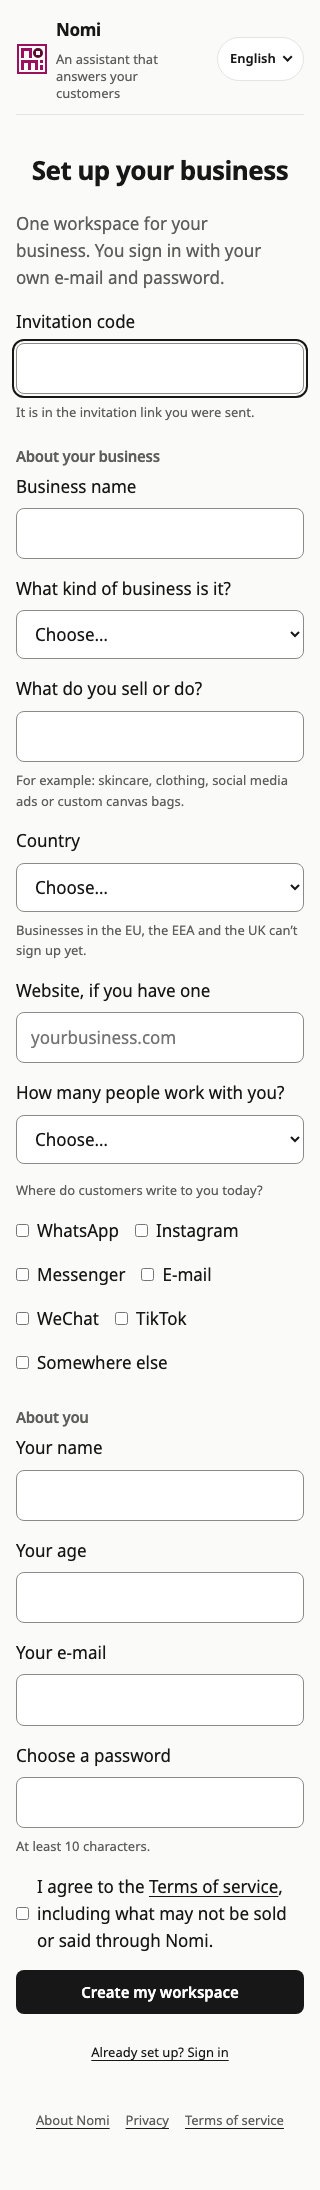 Nomi
An assistant that
answers your
customers
English
Set up your business
One workspace for your
business. You sign in with your
own e-mail and password.
Invitation code
It is in the invitation link you were sent.
About your business
Business name
What kind of business is it?
Choose...
What do you sell or do?
For example: skincare, clothing, social media
ads or custom canvas bags.
Country
Choose...
Businesses in the EU, the EEA and the UK can't
sign up yet.
Website, if you have one
yourbusiness.com
How many people work with you?
Choose...
Where do customers write to you today?
WhatsApp Instagram
Messenger E-mail
WeChat TikTok
Somewhere else
About you
Your name
Your age
Your e-mail
Choose a password
At least 10 characters.
I agree to the Terms of service,
including what may not be sold
or said through Nomi.
Create my workspace
Already set up? Sign in
About Nomi Privacy Terms of service